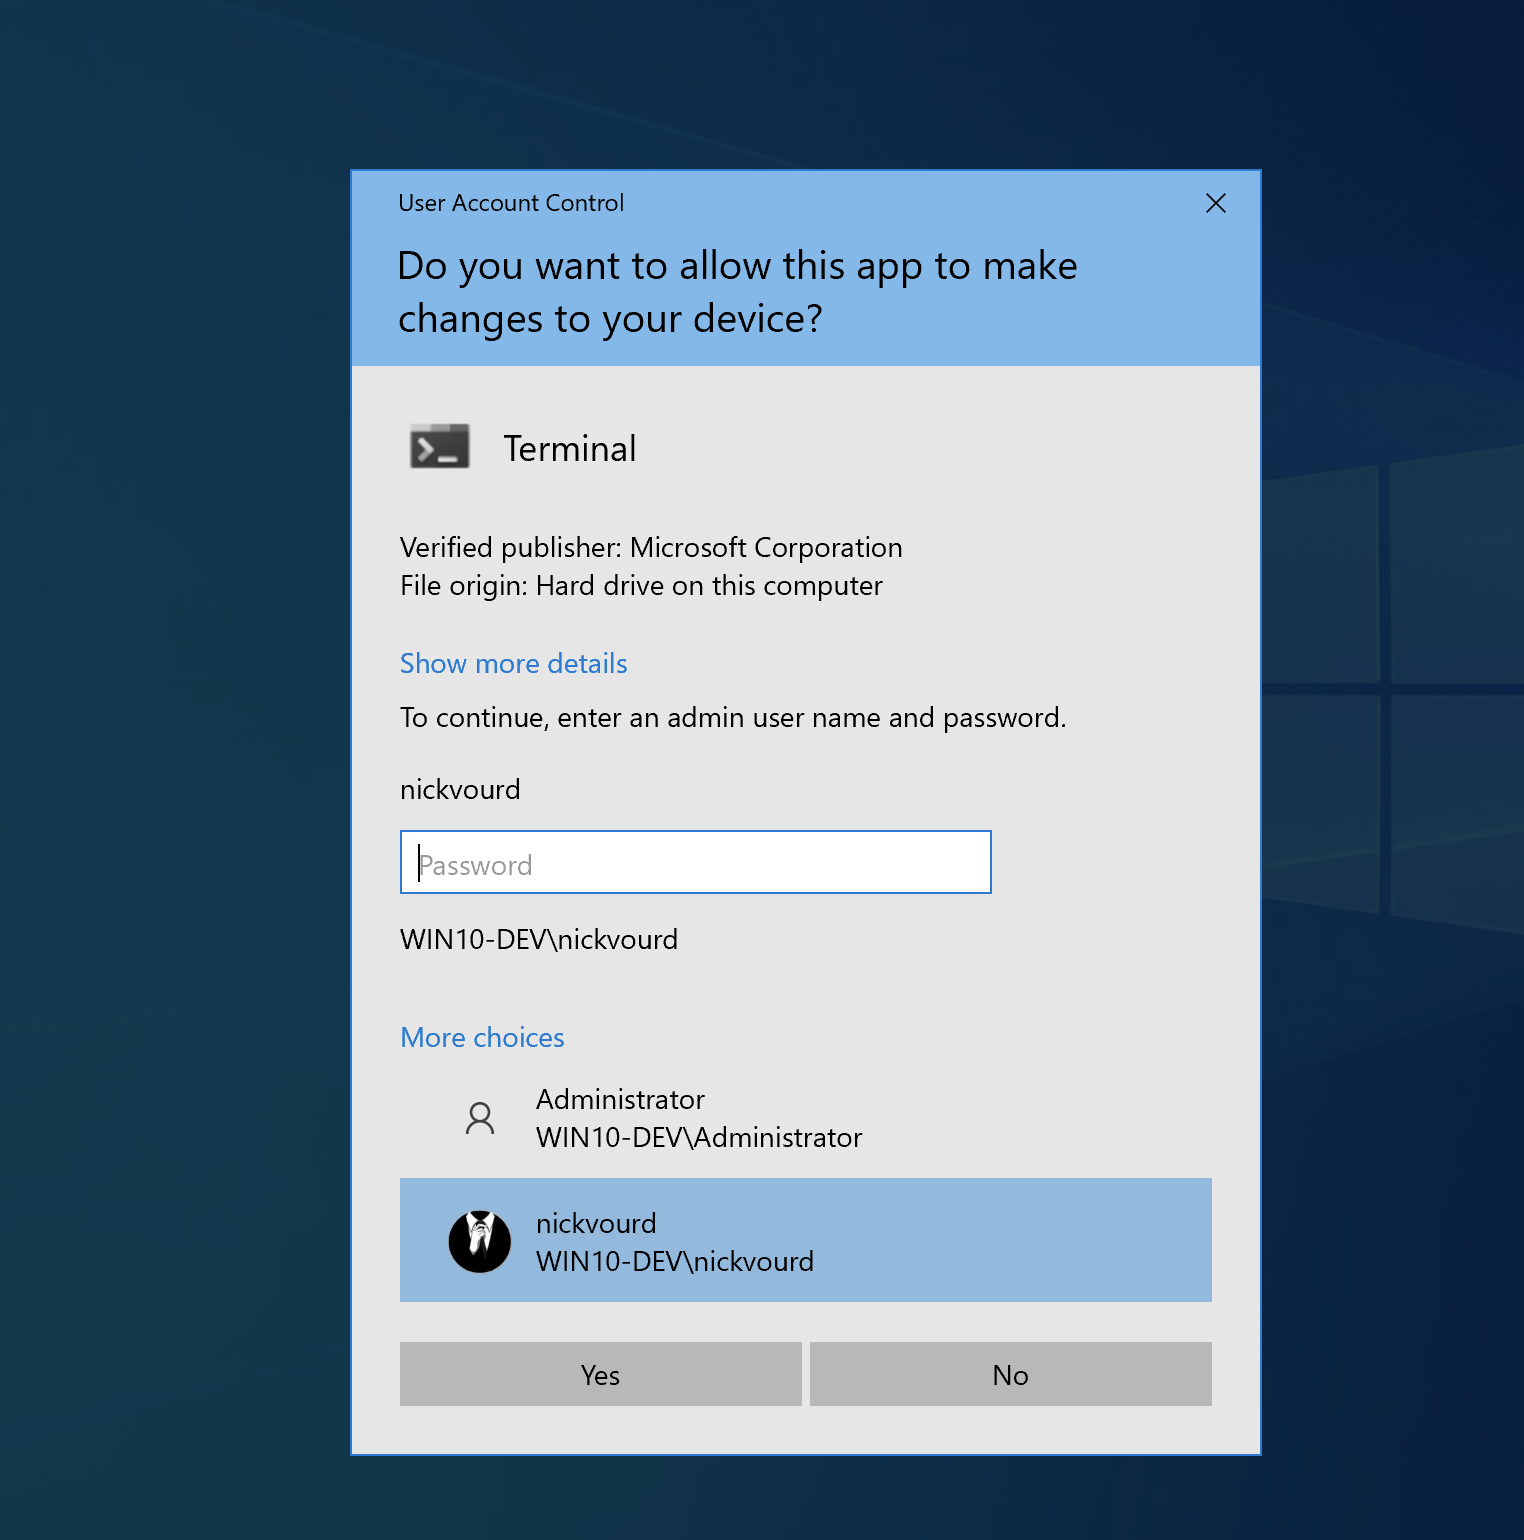 User Account Control
Do you want to allow this app to make
changes to your device?
Terminal
Verified publisher: Microsoft Corporation
File origin: Hard drive on this computer
Show more details
To continue, enter an admin user name and password.
nickvourd
Password
WIN10-DEV\nickvourd
More choices
Administrator
WIN10-DEV\Administrator
nickvourd
WIN10-DEV\nickvourd
Yes
No